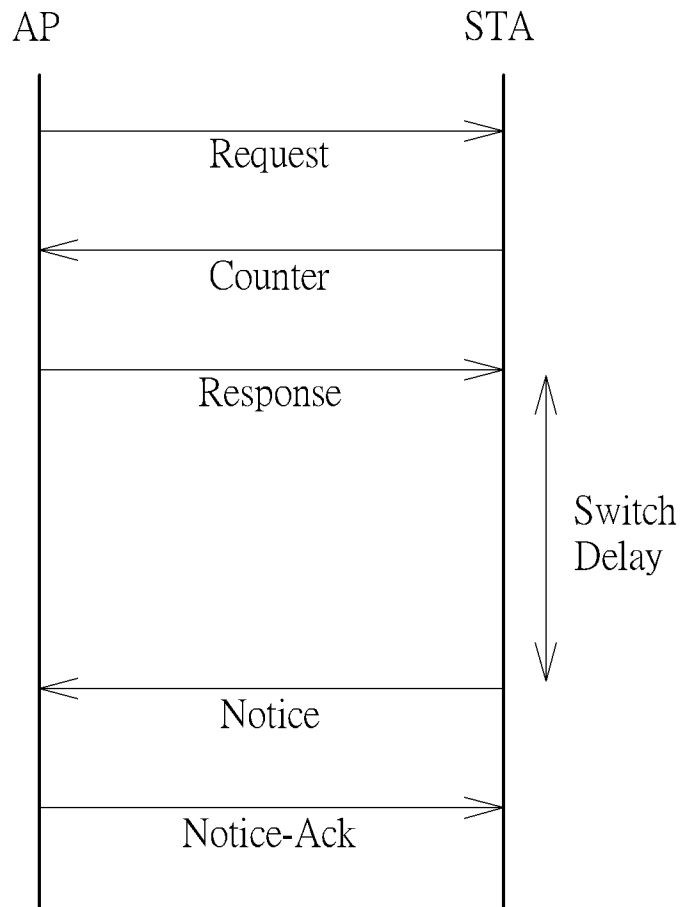 AP
STA
Request
Counter
Response
Switch
Delay
Notice
Notice-Ack